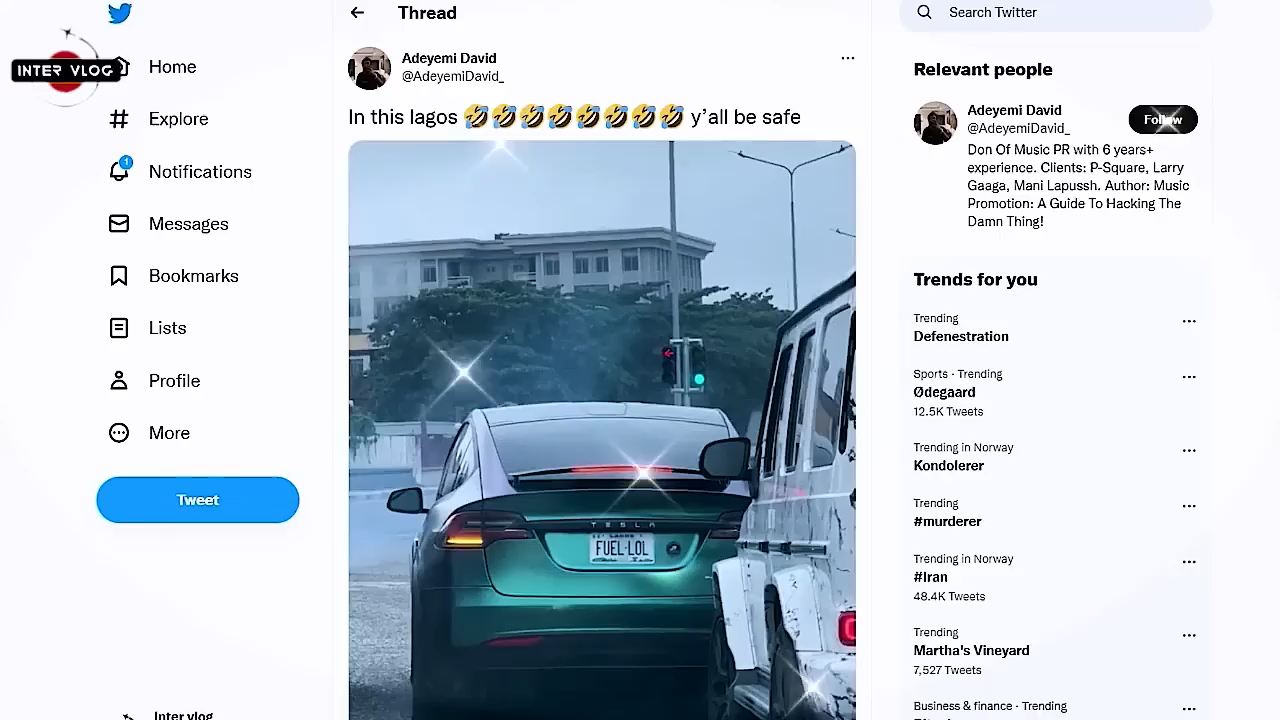 INTER VLOG
Home
Explore
1
Notifications
Messages
Bookmarks
Lists
Profile
More
Tweet
Inter vlog
Thread
Adeyemi David
@AdeyemiDavid_
In this lagos 🤣🤣🤣🤣🤣🤣🤣🤣 y'all be safe
TESLA
FUEL-LOL
Search Twitter
Relevant people
Adeyemi David
@AdeyemiDavid_
Follow
Don Of Music PR with 6 years+
experience. Clients: P-Square, Larry
Gaaga, Mani Lapussh. Author: Music
Promotion: A Guide To Hacking The
Damn Thing!
Trends for you
Trending
Defenestration
Sports · Trending
Ødegaard
12.5K Tweets
Trending in Norway
Kondolerer
Trending
#murderer
Trending in Norway
#Iran
48.4K Tweets
Trending
Martha's Vineyard
7,527 Tweets
Business & finance · Trending